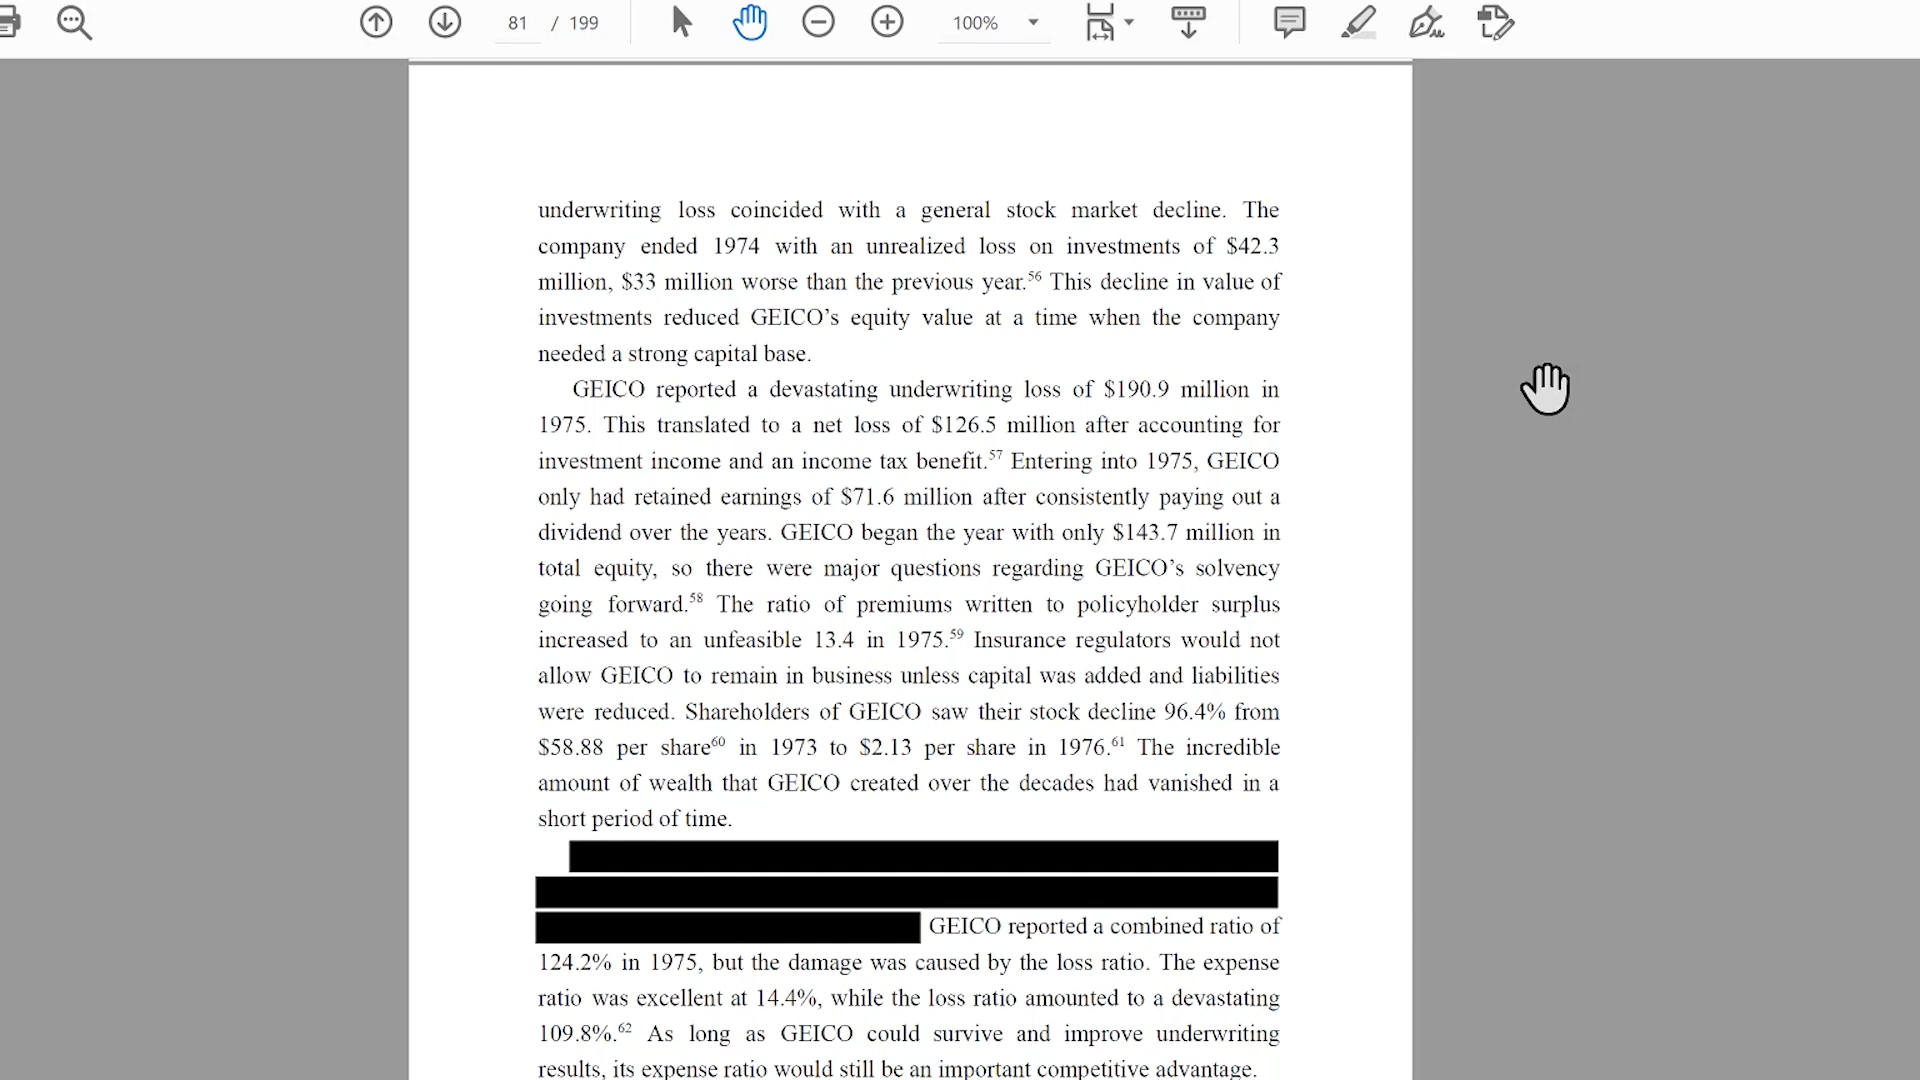 81 / 199 100%
underwriting loss coincided with a general stock market decline. The
company ended 1974 with an unrealized loss on investments of $42.3
million, $33 million worse than the previous year.56 This decline in value of
investments reduced GEICO’s equity value at a time when the company
needed a strong capital base.
GEICO reported a devastating underwriting loss of $190.9 million in
1975. This translated to a net loss of $126.5 million after accounting for
investment income and an income tax benefit.57 Entering into 1975, GEICO
only had retained earnings of $71.6 million after consistently paying out a
dividend over the years. GEICO began the year with only $143.7 million in
total equity, so there were major questions regarding GEICO’s solvency
going forward.58 The ratio of premiums written to policyholder surplus
increased to an unfeasible 13.4 in 1975.59 Insurance regulators would not
allow GEICO to remain in business unless capital was added and liabilities
were reduced. Shareholders of GEICO saw their stock decline 96.4% from
$58.88 per share60 in 1973 to $2.13 per share in 1976.61 The incredible
amount of wealth that GEICO created over the decades had vanished in a
short period of time.
GEICO reported a combined ratio of
124.2% in 1975, but the damage was caused by the loss ratio. The expense
ratio was excellent at 14.4%, while the loss ratio amounted to a devastating
109.8%.62 As long as GEICO could survive and improve underwriting
results, its expense ratio would still be an important competitive advantage.